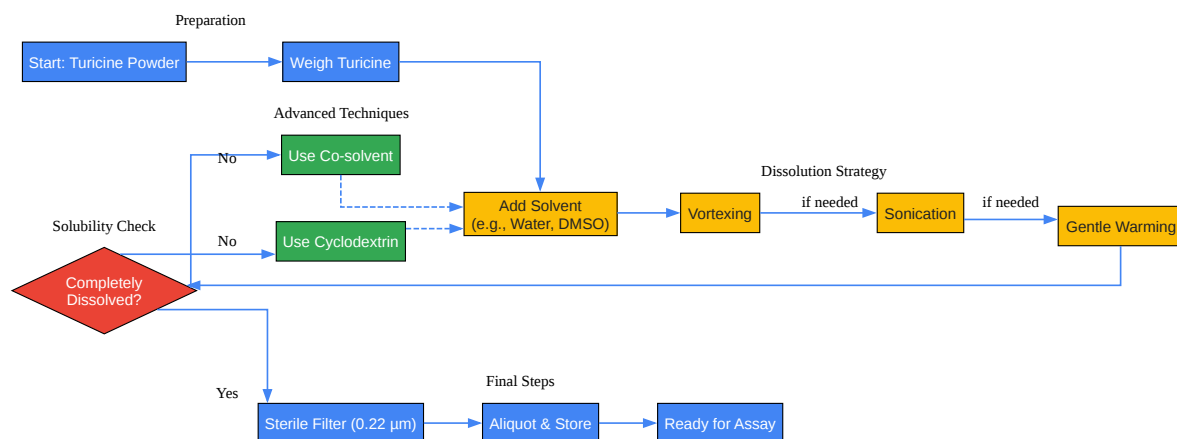 Preparation
Start: Turicine Powder
Weigh Turicine
Advanced Techniques
No
Use Co-solvent
Dissolution Strategy
Add Solvent
(e.g., Water, DMSO)
Vortexing
if needed
Sonication
if needed
Gentle Warming
Solubility Check
No
Use Cyclodextrin
Completely
Dissolved?
Yes
Final Steps
Sterile Filter (0.22 µm)
Aliquot & Store
Ready for Assay